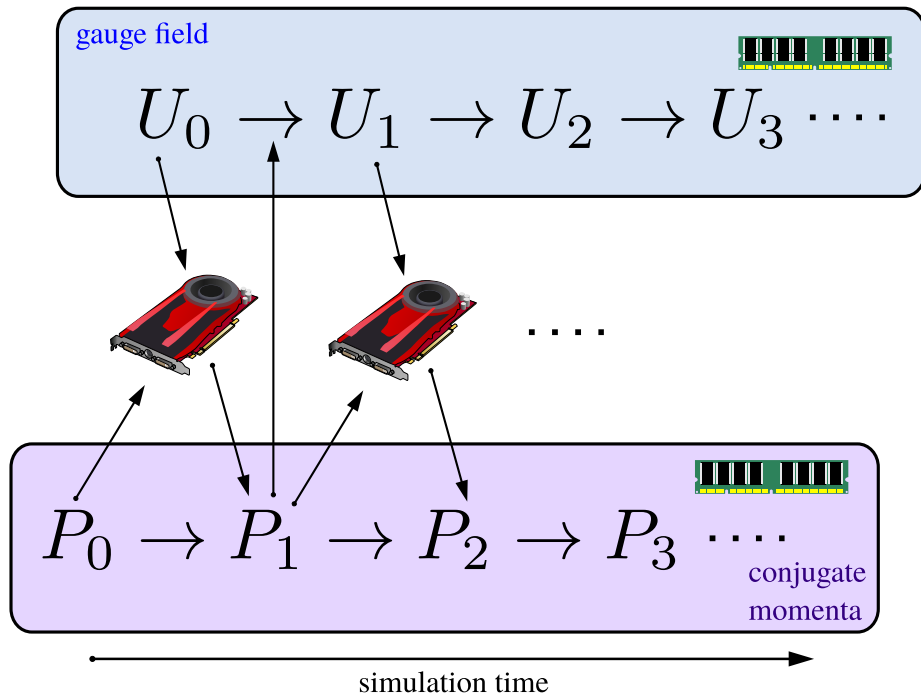 gauge field
U₀ → U₁ → U₂ → U₃ ····
····
P₀ → P₁ → P₂ → P₃ ····
conjugate
momenta
simulation time